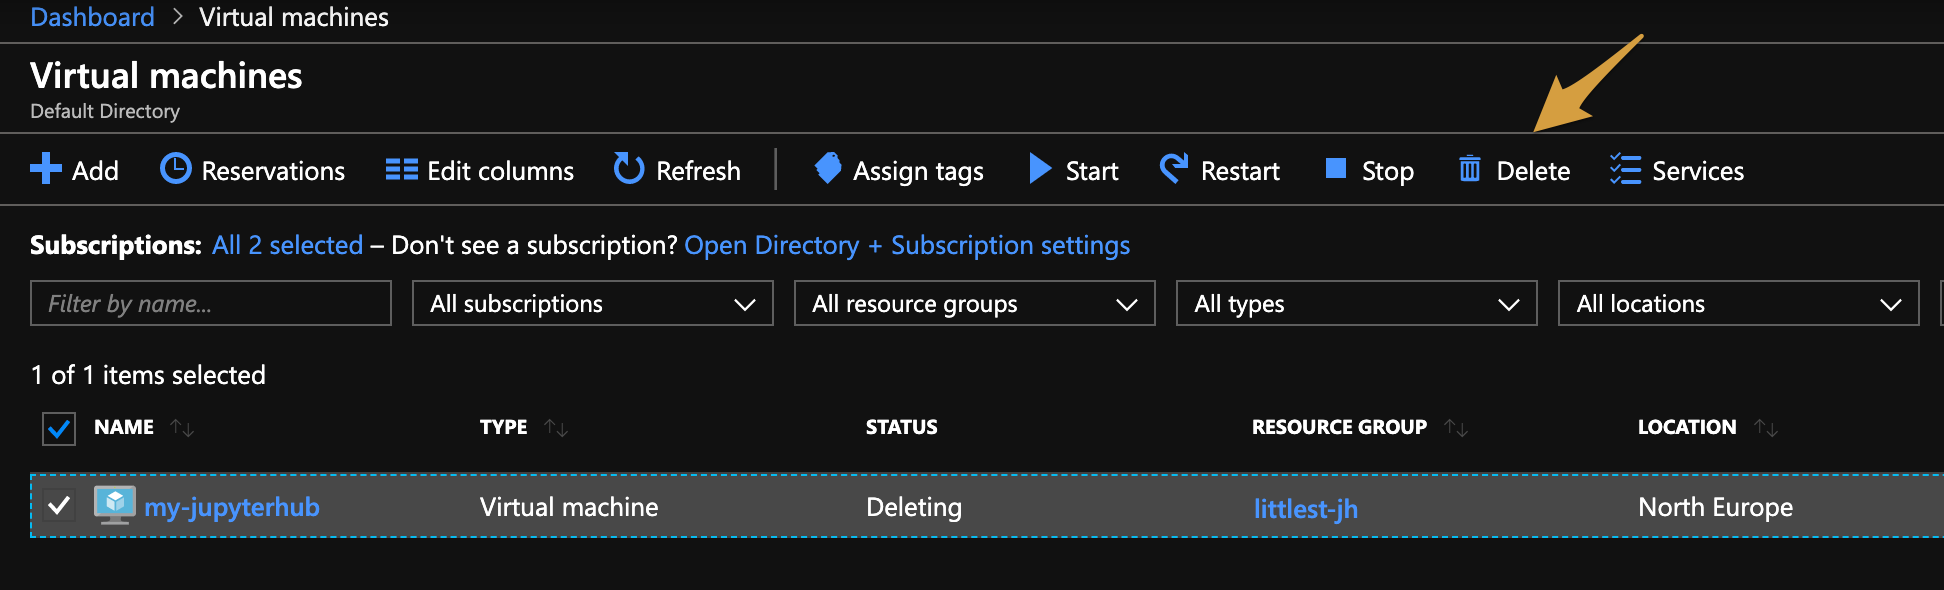 Dashboard > Virtual machines
Virtual machines
Default Directory
Add Reservations Edit columns Refresh Assign tags Start Restart Stop Delete Services
Subscriptions: All 2 selected – Don't see a subscription? Open Directory + Subscription settings
Filter by name... All subscriptions All resource groups All types All locations
1 of 1 items selected
NAME TYPE STATUS RESOURCE GROUP LOCATION
my-jupyterhub Virtual machine Deleting littlest-jh North Europe